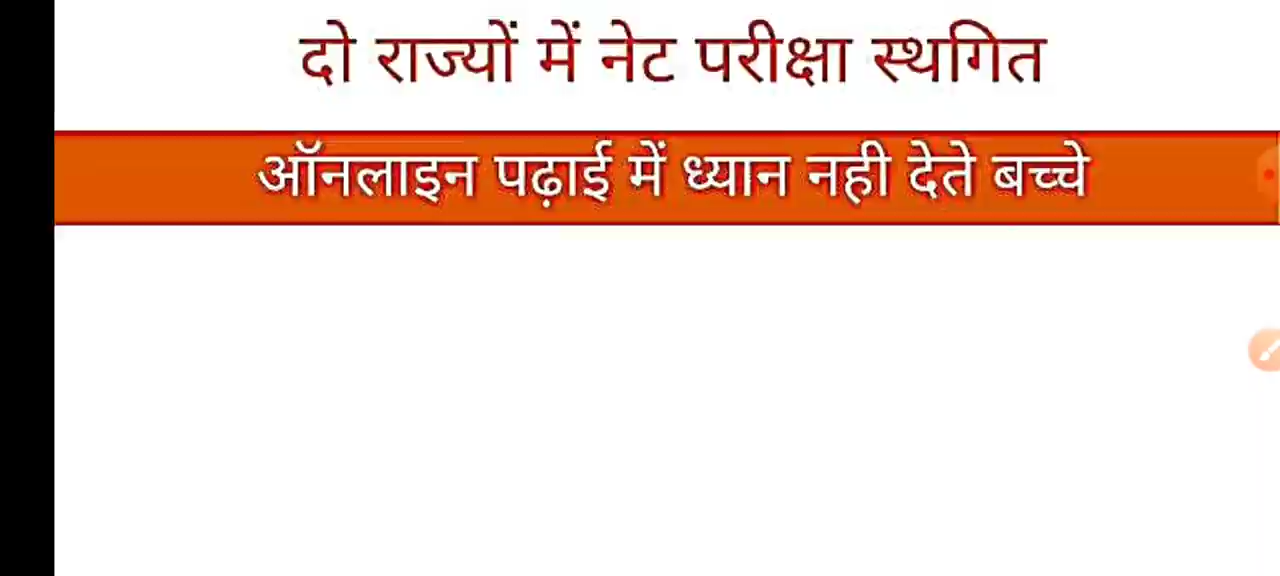 दो राज्यों में नेट परीक्षा स्थगित
ऑनलाइन पढ़ाई में ध्यान नही देते बच्चे